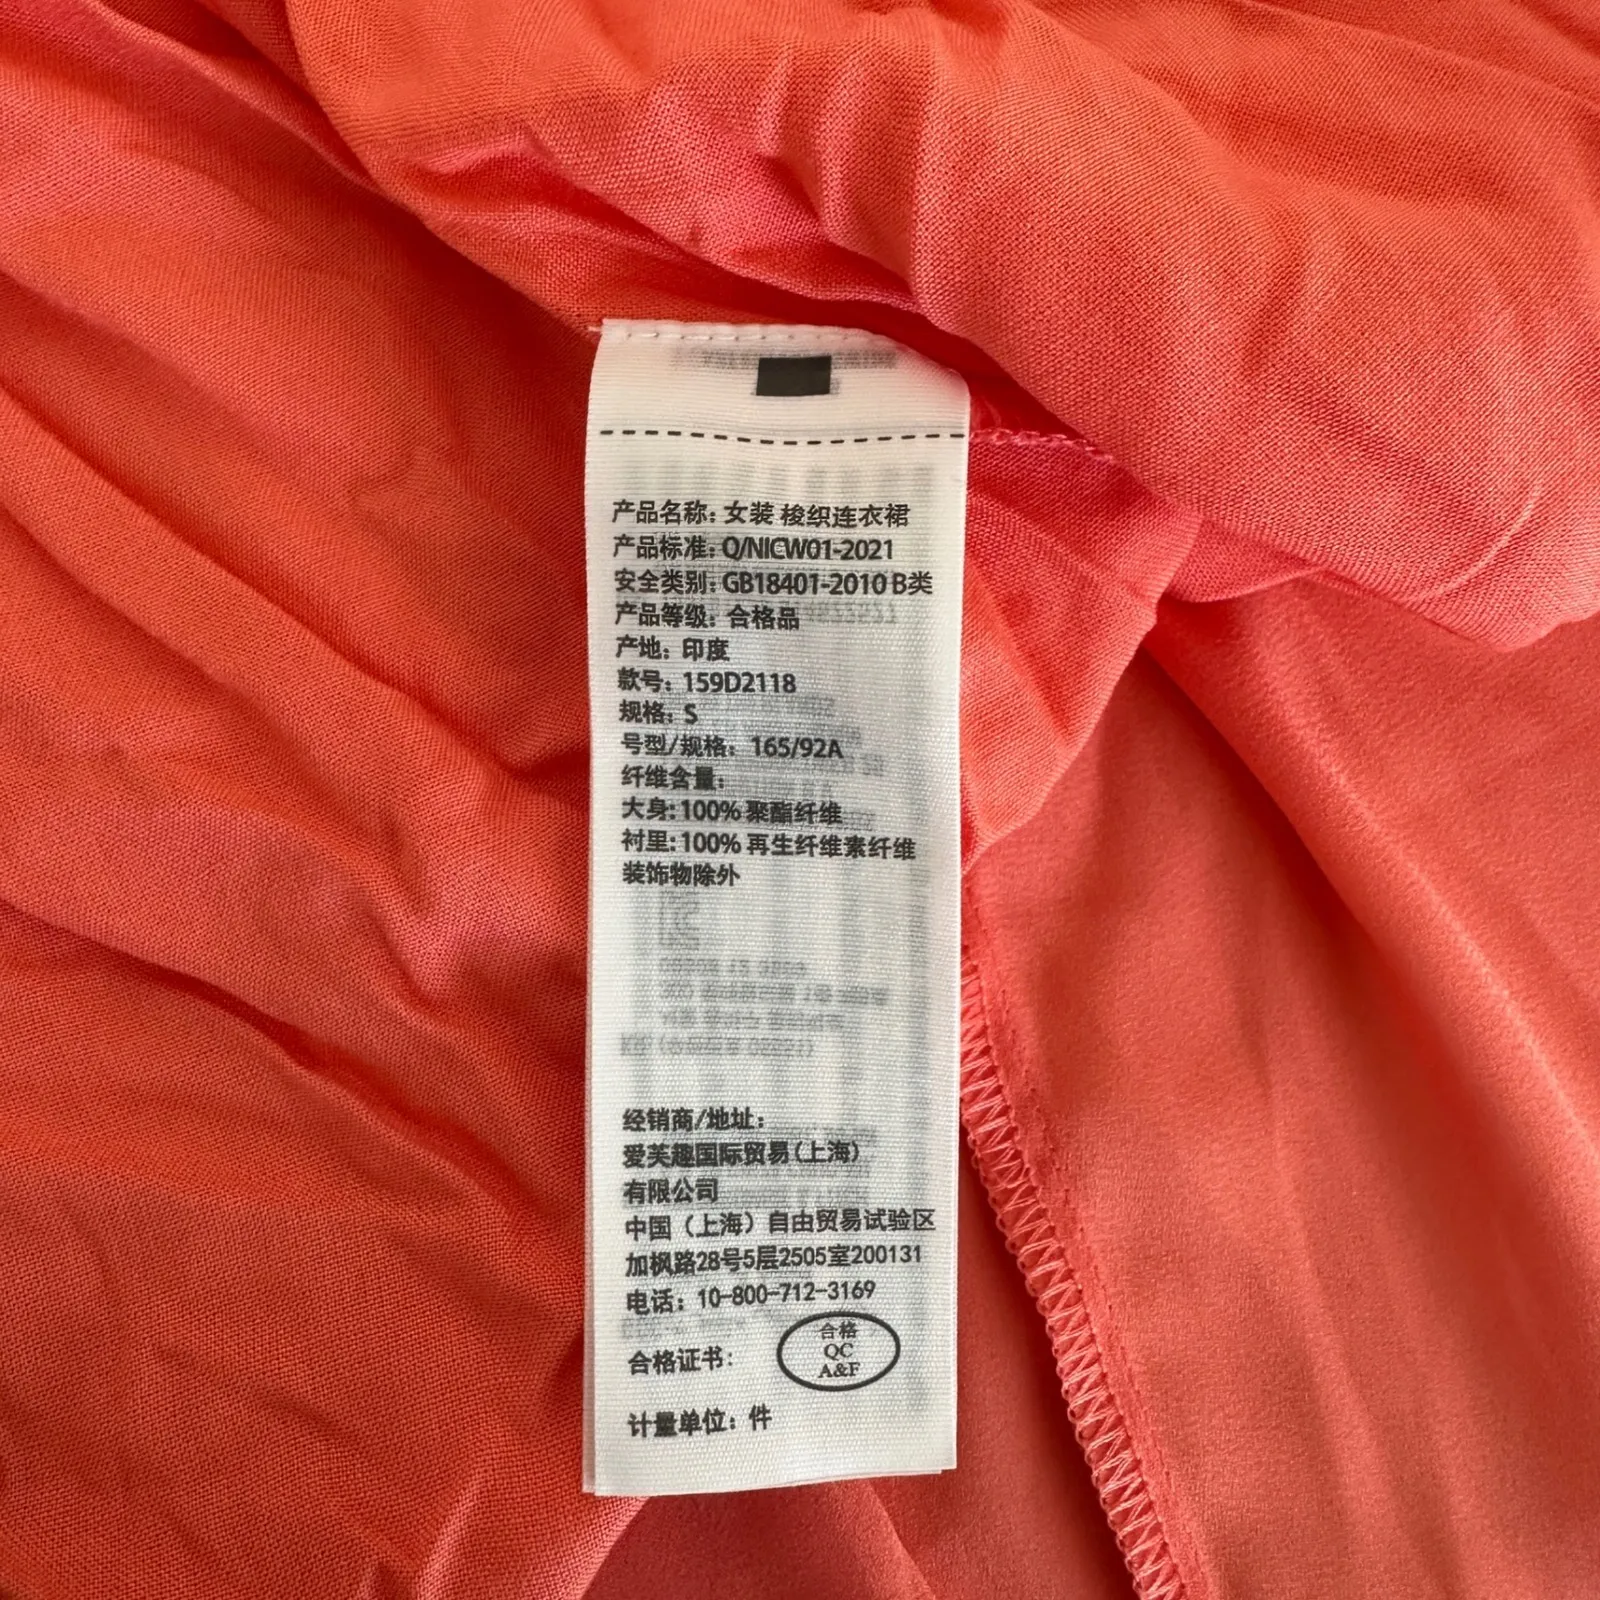 产品名称: 女装 梭织连衣裙
产品标准: Q/NICW01-2021
安全类别: GB18401-2010 B类
产品等级: 合格品
产地: 印度
款号: 159D2118
规格: S
号型/规格: 165/92A
纤维含量:
大身:100% 聚酯纤维
衬里:100% 再生纤维素纤维
装饰物除外
经销商/地址:
爱芙趣国际贸易(上海)
有限公司
中国（上海）自由贸易试验区
加枫路28号5层2505室200131
电话: 10-800-712-3169
合格证书:
合格
QC
A&F
计量单位: 件